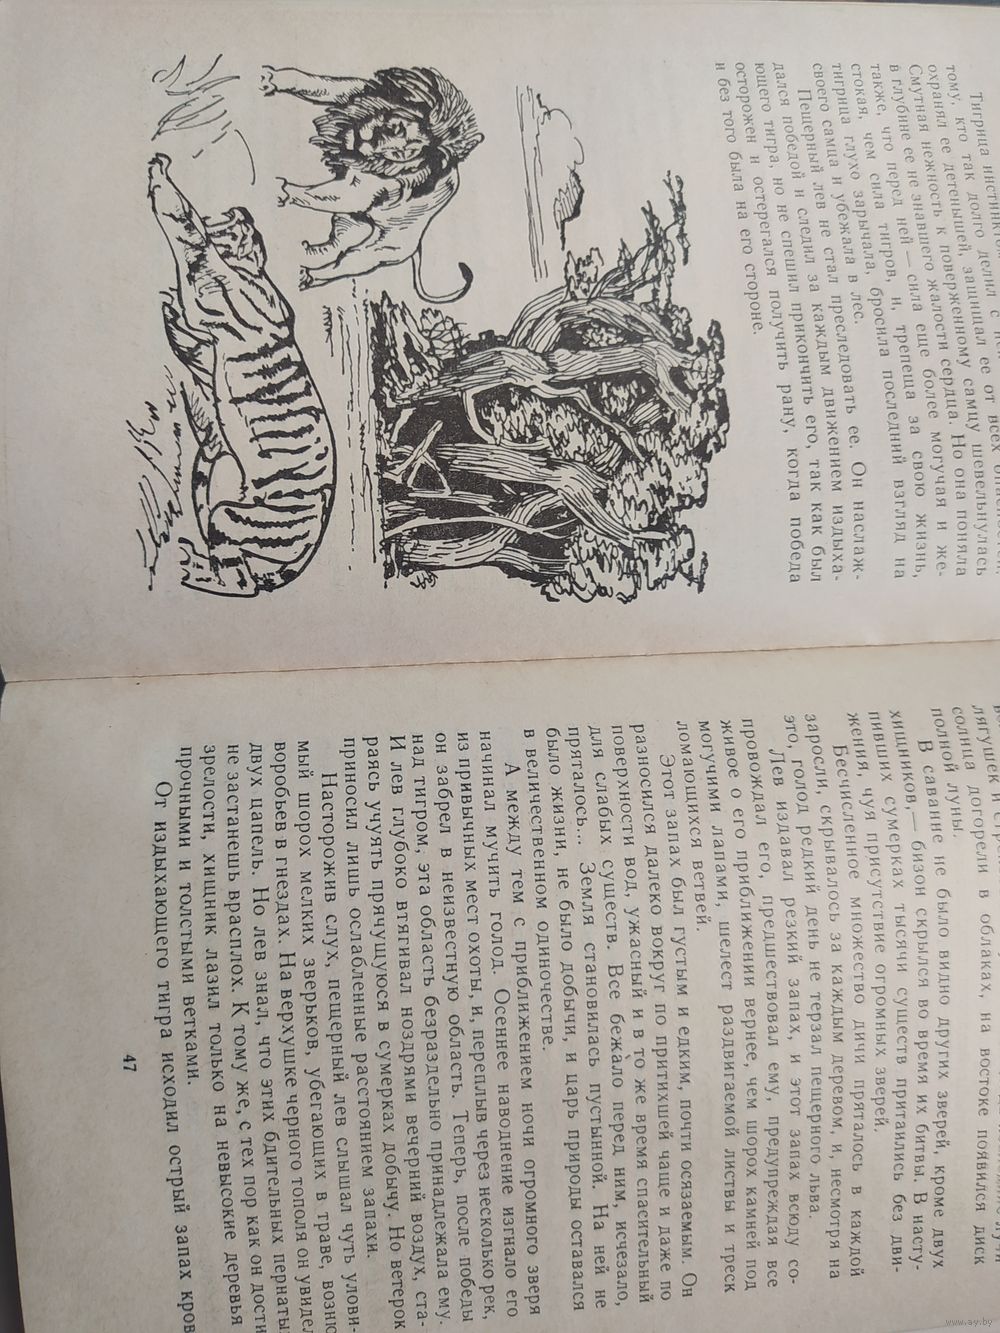 Тигрица
тому, кто так долго делил с
охранял ее детенышей, защищал ее от всех
Смутная нежность к поверженному самцу шевельнулась
в глубине ее не знавшего жалости сердца. Но она поняла
также, что перед ней — сила еще более могучая и же-
стокая, чем сила тигров, и, трепеща за свою жизнь,
тигрица глухо зарычала, бросила последний взгляд на
своего самца и убежала в лес.
Пещерный лев не стал преследовать ее. Он наслаж-
дался победой и следил за каждым движением издыха-
ющего тигра, но не спешил прикончить его, так как был
осторожен и остерегался получить рану, когда победа
и без того была на его стороне.
лягушек и
солнца догорели в облаках, на востоке появился диск
полной луны.
В саванне не было видно других зверей, кроме двух
хищников,— бизон скрылся во время их битвы. В насту-
пивших сумерках тысячи существ притаились без дви-
жения, чуя присутствие огромных зверей.
Бесчисленное множество дичи пряталось в каждой
заросли, скрывалось за каждым деревом, и, несмотря на
это, голод редкий день не терзал пещерного льва.
Лев издавал резкий запах, и этот запах всюду со-
провождал его, предшествовал ему, предупреждая все
живое о его приближении вернее, чем шорох камней под
могучими лапами, шелест раздвигаемой листвы и треск
ломающихся ветвей.
Этот запах был густым и едким, почти осязаемым. Он
разносился далеко вокруг по притихшей чаще и даже по
поверхности вод, ужасный и в то же время спасительный
для слабых существ. Все бежало перед ним, исчезало,
пряталось... Земля становилась пустынной. На ней не
было жизни, не было добычи, и царь природы оставался
в величественном одиночестве.
А между тем с приближением ночи огромного зверя
начинал мучить голод. Осеннее наводнение изгнало его
из привычных мест охоты, и, переплыв через несколько рек,
он забрел в неизвестную область. Теперь, после победы
над тигром, эта область безраздельно принадлежала ему.
И лев глубоко втягивал ноздрями вечерний воздух, ста-
раясь учуять прячущуюся в сумерках добычу. Но ветерок
приносил лишь ослабленные расстоянием запахи.
Насторожив слух, пещерный лев слышал чуть улови-
мый шорох мелких зверьков, убегающих в траве, возню
воробьев в гнездах. На верхушке черного тополя он увидел
двух цапель. Но лев знал, что этих бдительных пернаты
не застанешь врасплох. К тому же, с тех пор как он дости
зрелости, хищник лазил только на невысокие деревья
прочными и толстыми ветками.
От издыхающего тигра исходил острый запах кров
47
www.ay.by